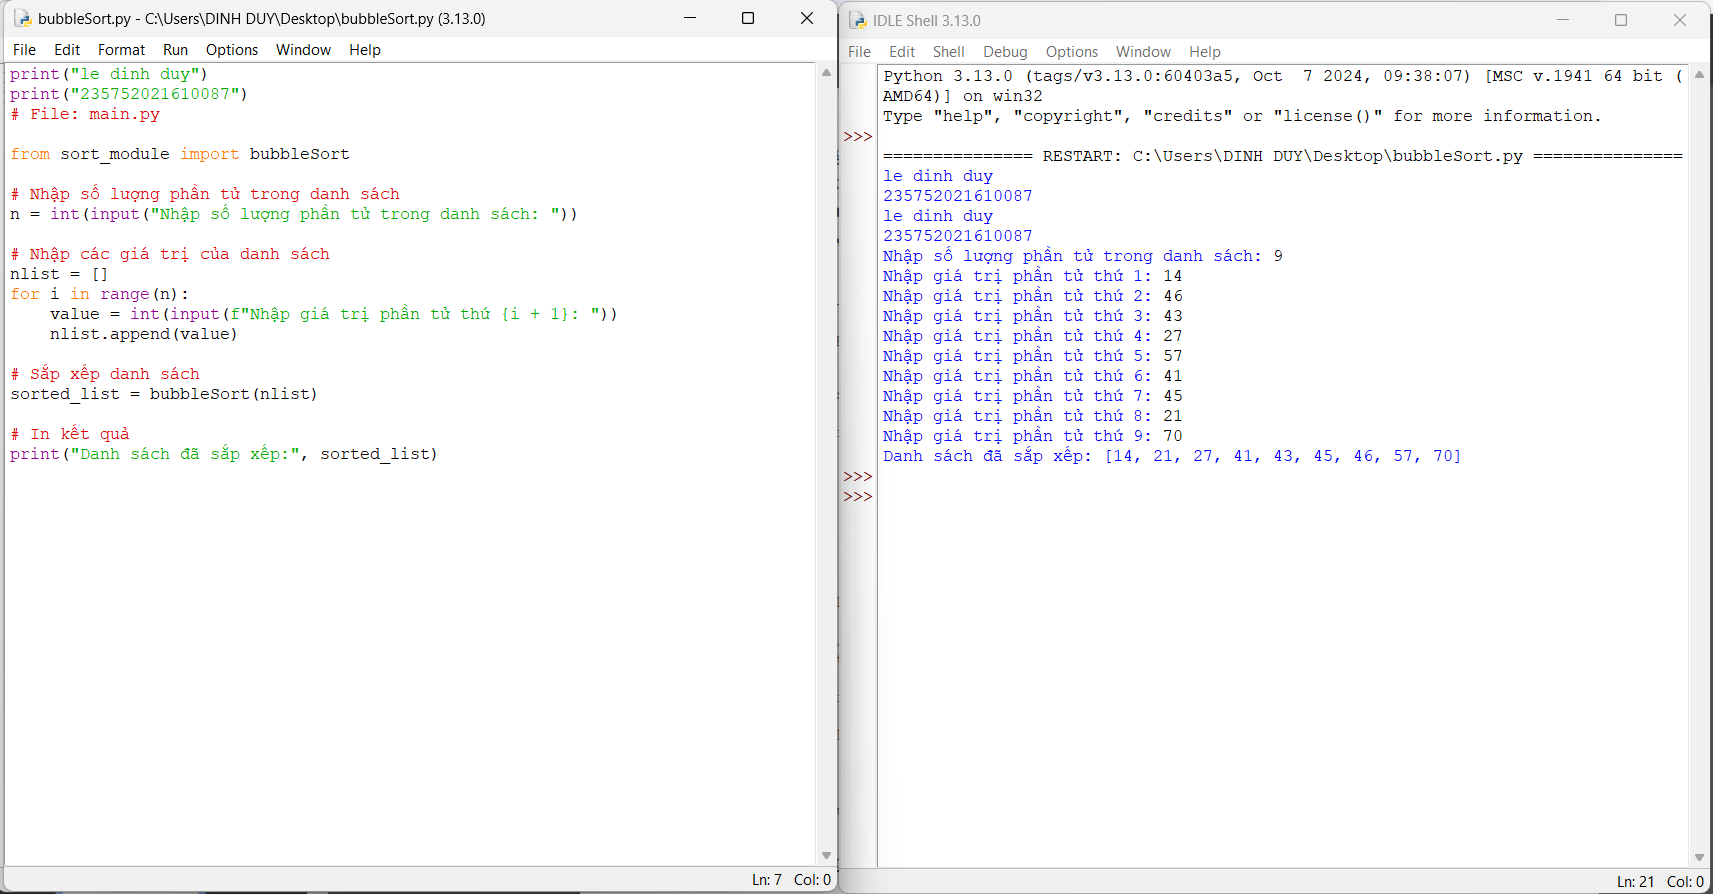 bubbleSort.py - C:\Users\DINH DUY\Desktop\bubbleSort.py (3.13.0)
File Edit Format Run Options Window Help
print("le dinh duy")
print("235752021610087")
# File: main.py
from sort_module import bubbleSort
# Nhập số lượng phần tử trong danh sách
n = int(input("Nhập số lượng phần tử trong danh sách: "))
# Nhập các giá trị của danh sách
nlist = []
for i in range(n):
    value = int(input(f"Nhập giá trị phần tử thứ {i + 1}: "))
    nlist.append(value)
# Sắp xếp danh sách
sorted_list = bubbleSort(nlist)
# In kết quả
print("Danh sách đã sắp xếp:", sorted_list)
Ln: 7 Col: 0
IDLE Shell 3.13.0
File Edit Shell Debug Options Window Help
Python 3.13.0 (tags/v3.13.0:60403a5, Oct  7 2024, 09:38:07) [MSC v.1941 64 bit (
AMD64)] on win32
Type "help", "copyright", "credits" or "license()" for more information.
>>>
=============== RESTART: C:\Users\DINH DUY\Desktop\bubbleSort.py ===============
le dinh duy
235752021610087
le dinh duy
235752021610087
Nhập số lượng phần tử trong danh sách: 9
Nhập giá trị phần tử thứ 1: 14
Nhập giá trị phần tử thứ 2: 46
Nhập giá trị phần tử thứ 3: 43
Nhập giá trị phần tử thứ 4: 27
Nhập giá trị phần tử thứ 5: 57
Nhập giá trị phần tử thứ 6: 41
Nhập giá trị phần tử thứ 7: 45
Nhập giá trị phần tử thứ 8: 21
Nhập giá trị phần tử thứ 9: 70
Danh sách đã sắp xếp: [14, 21, 27, 41, 43, 45, 46, 57, 70]
>>>
>>>
Ln: 21 Col: 0